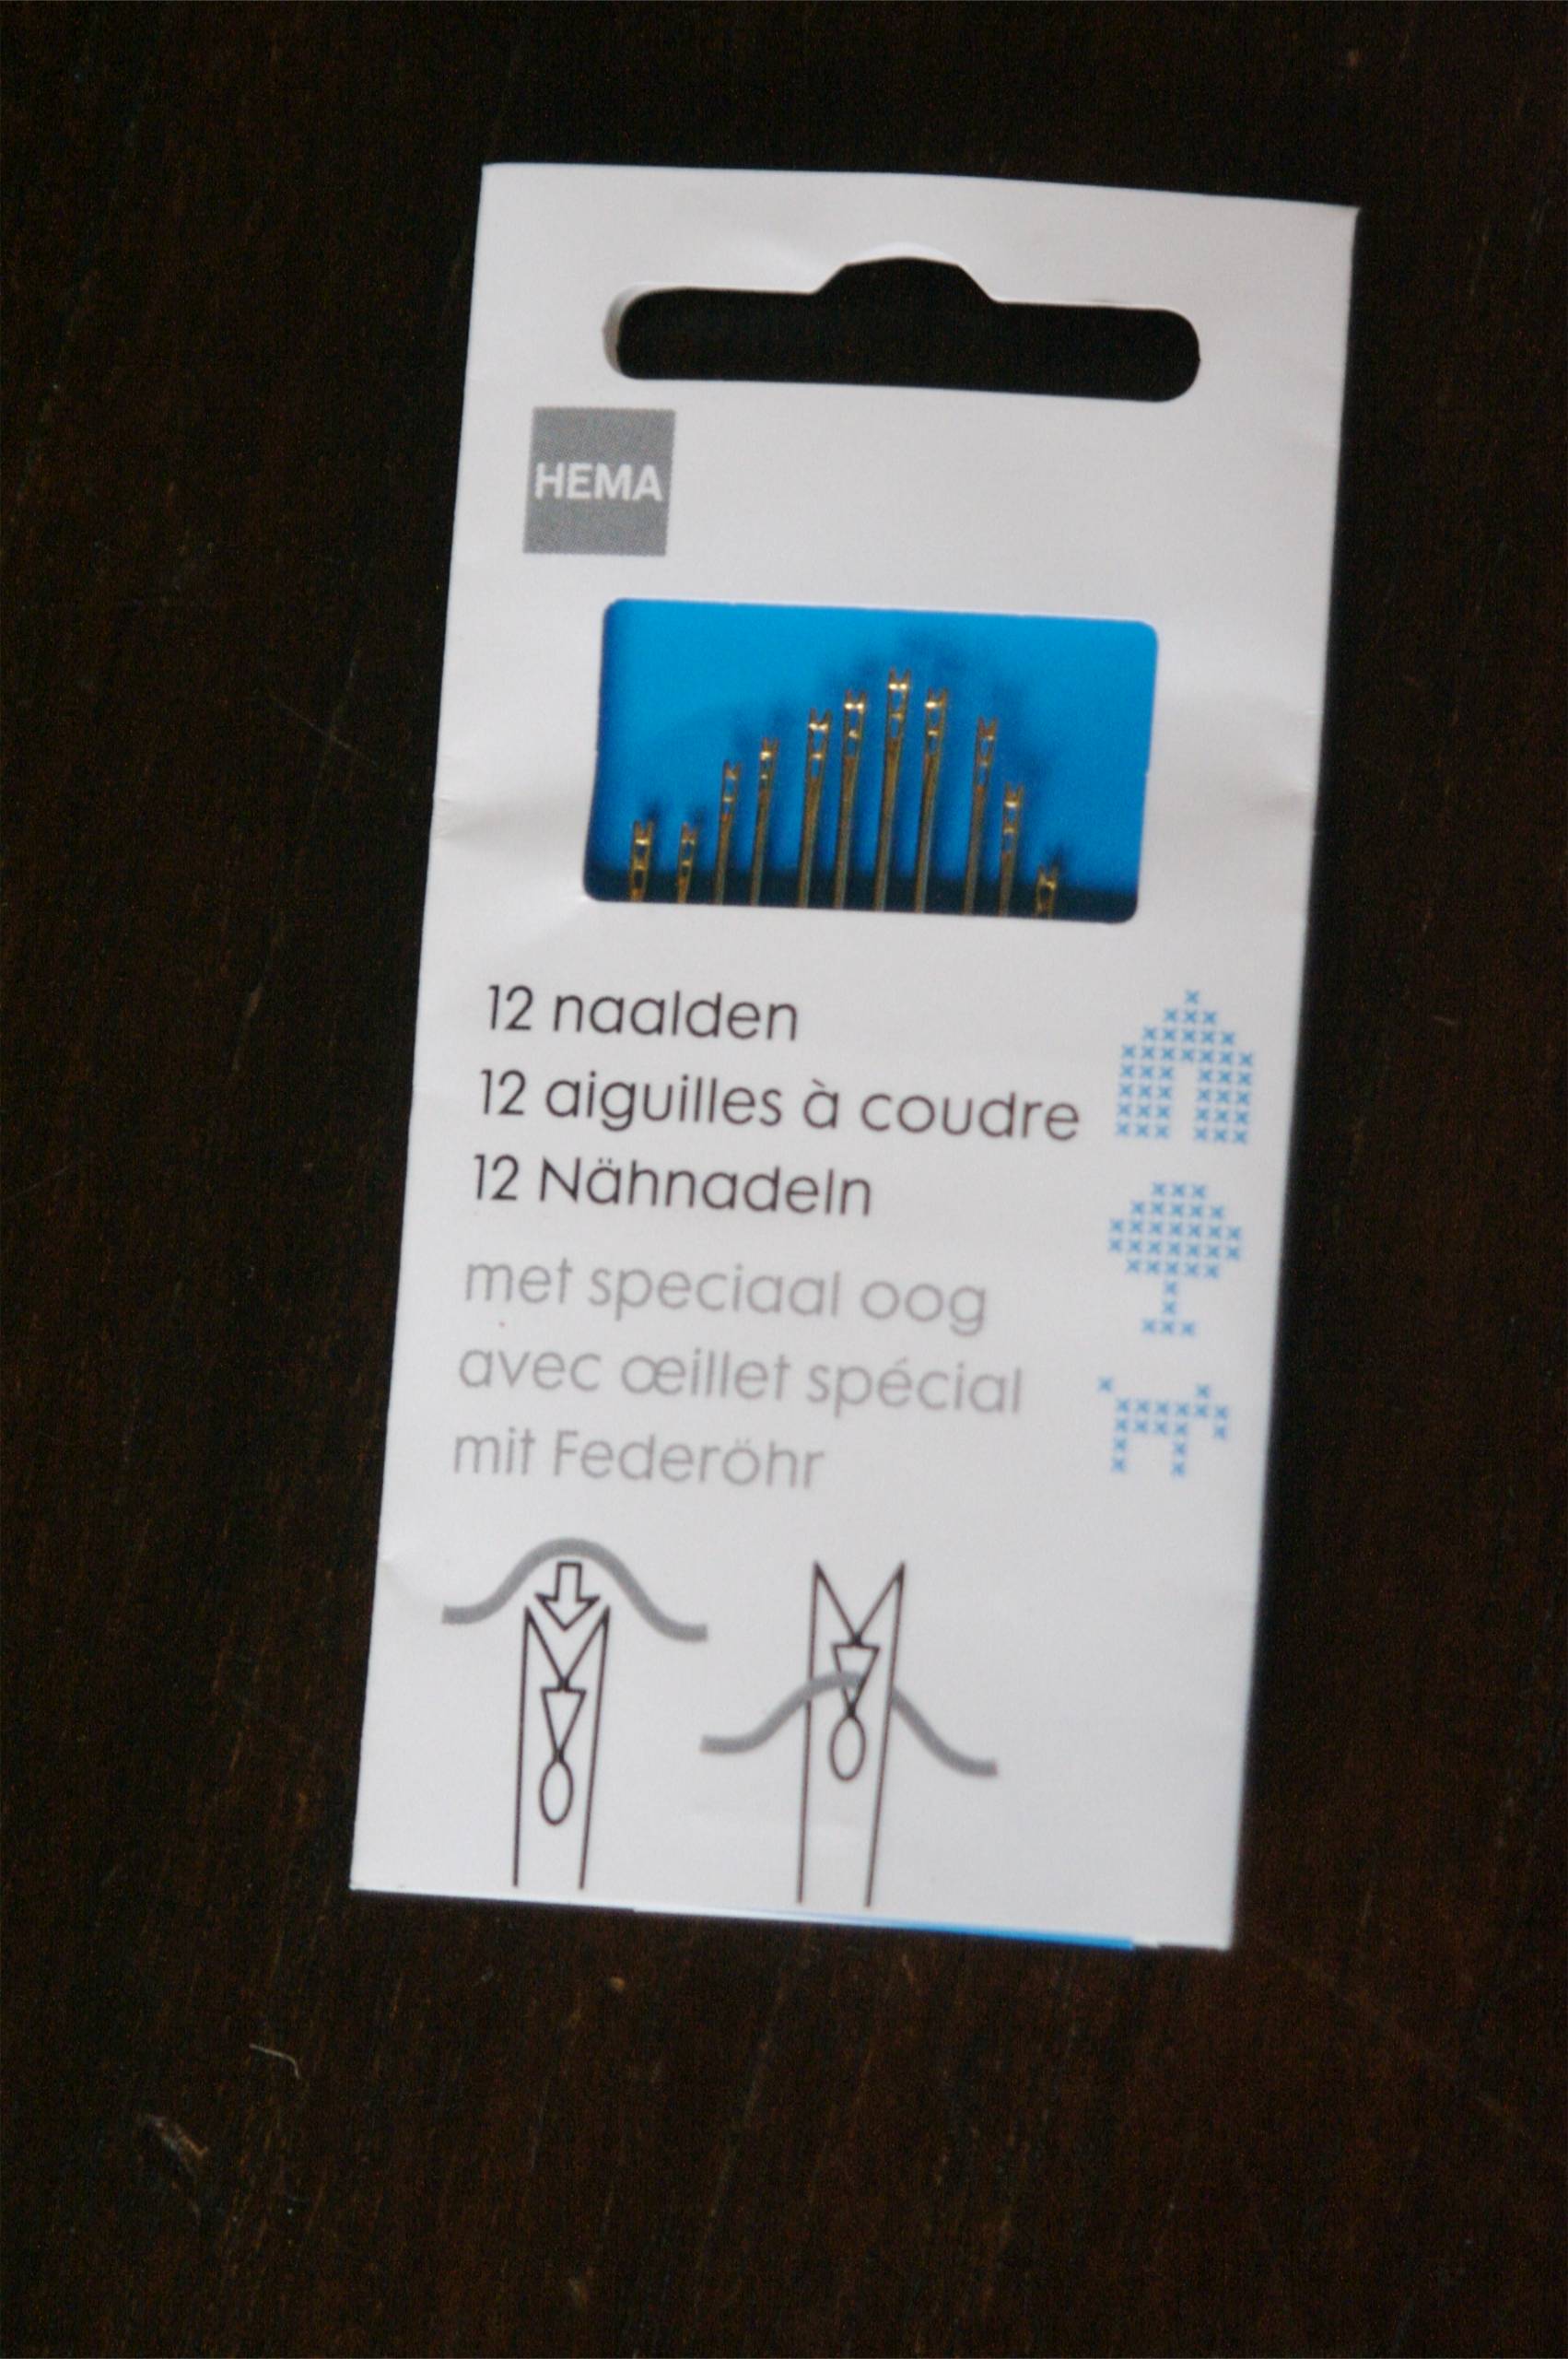 HEMA
12 naalden
12 aiguilles à coudre
12 Nähnadeln
met speciaal oog
avec œillet spécial
mit Federöhr